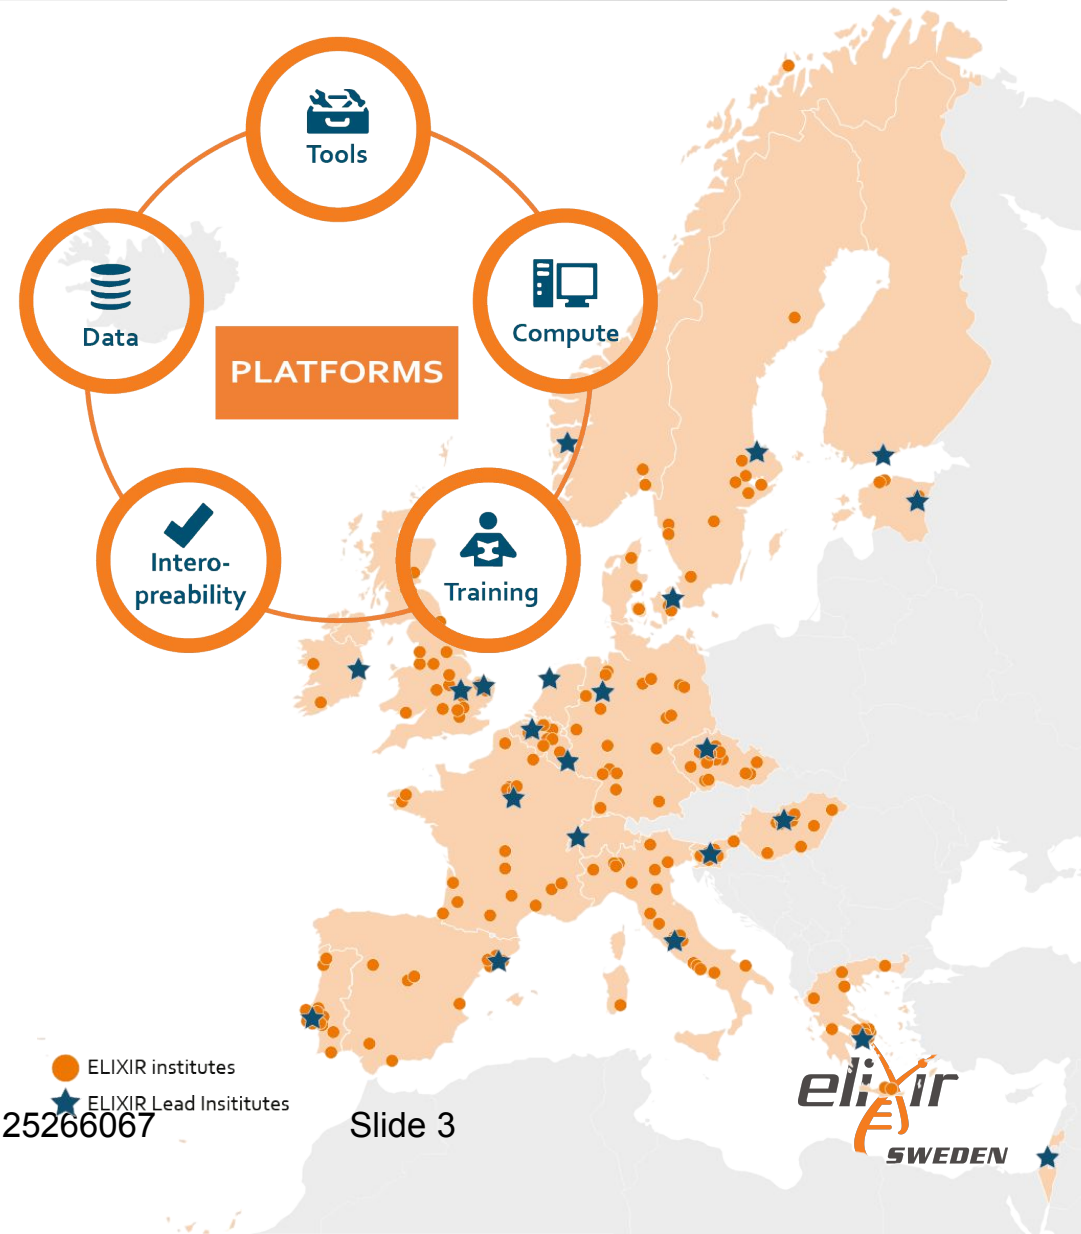 Tools
Data
Compute
PLATFORMS
Intero-
preability
Training
ELIXIR institutes
ELIXIR Lead Insititutes
25266067
Slide 3
elixir
SWEDEN